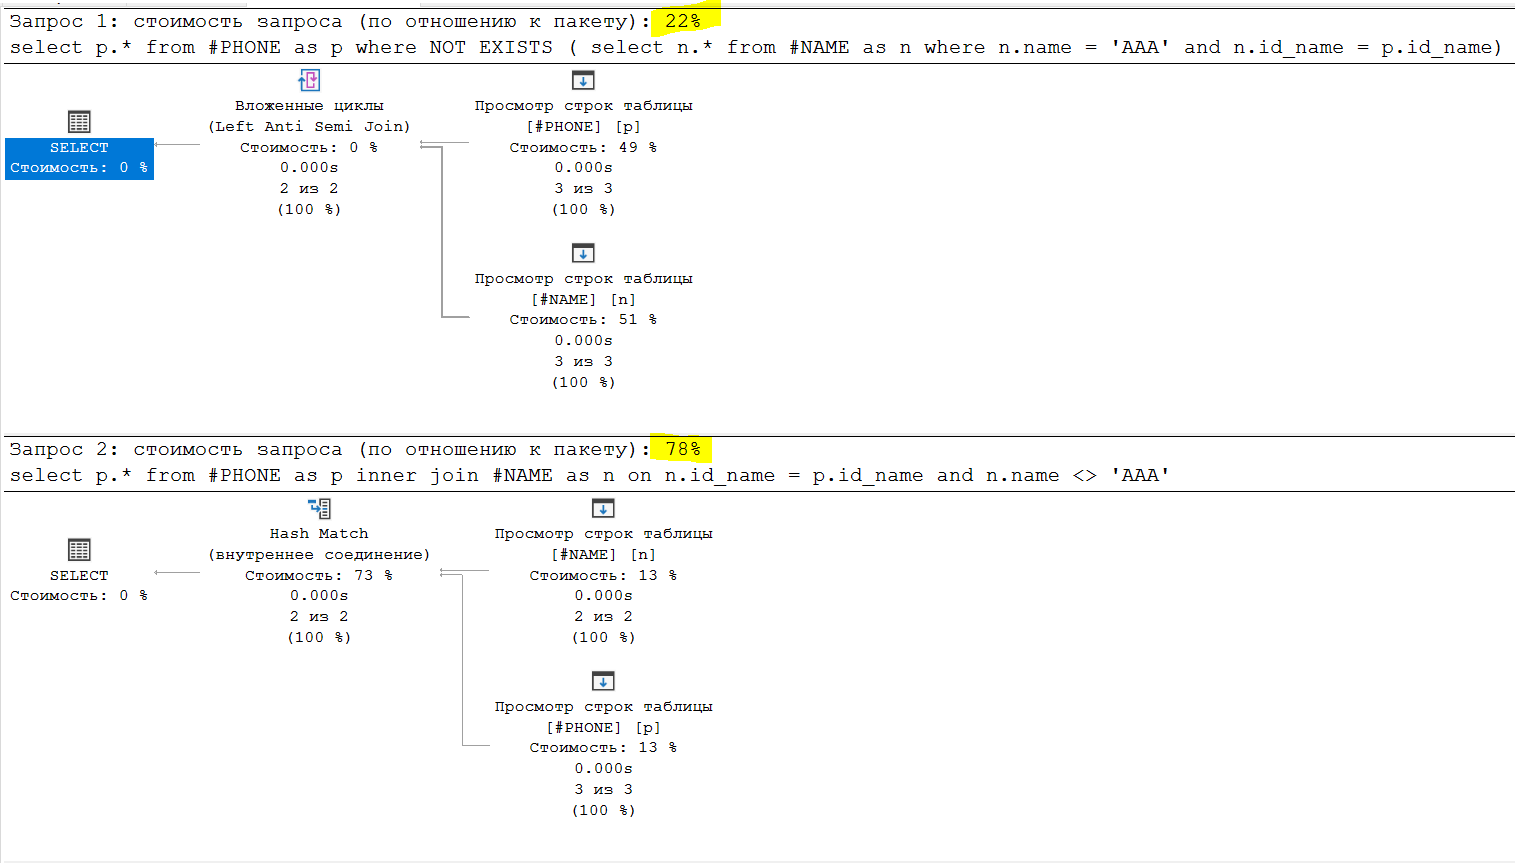 Запрос 1: стоимость запроса (по отношению к пакету): 22%
select p.* from #PHONE as p where NOT EXISTS ( select n.* from #NAME as n where n.name = 'AAA' and n.id_name = p.id_name)
Вложенные циклы
(Left Anti Semi Join)
Стоимость: 0 %
0.000s
2 из 2
(100 %)
Просмотр строк таблицы
[#PHONE] [p]
Стоимость: 49 %
0.000s
3 из 3
(100 %)
SELECT
Стоимость: 0 %
Просмотр строк таблицы
[#NAME] [n]
Стоимость: 51 %
0.000s
3 из 3
(100 %)
Запрос 2: стоимость запроса (по отношению к пакету): 78%
select p.* from #PHONE as p inner join #NAME as n on n.id_name = p.id_name and n.name <> 'AAA'
Hash Match
(внутреннее соединение)
Стоимость: 73 %
0.000s
2 из 2
(100 %)
Просмотр строк таблицы
[#NAME] [n]
Стоимость: 13 %
0.000s
2 из 2
(100 %)
SELECT
Стоимость: 0 %
Просмотр строк таблицы
[#PHONE] [p]
Стоимость: 13 %
0.000s
3 из 3
(100 %)